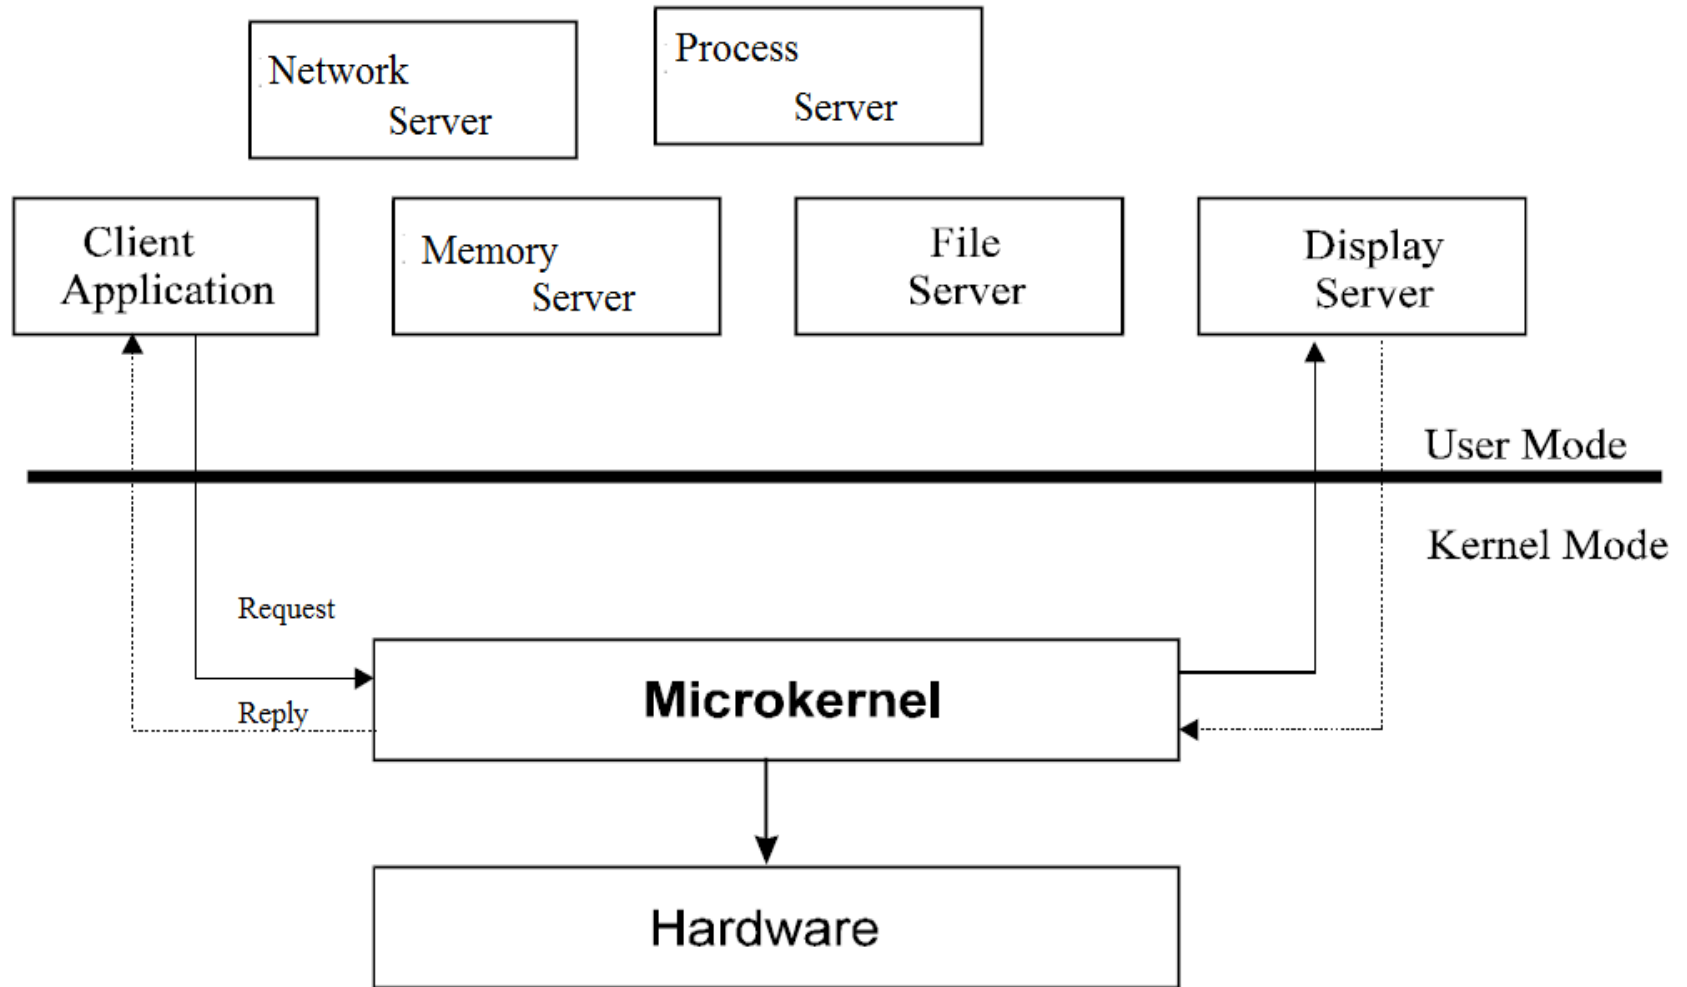 Network
Server
Process
Server
Client
Application
Memory
Server
File
Server
Display
Server
User Mode
Kernel Mode
Request
Microkernel
Reply
Hardware